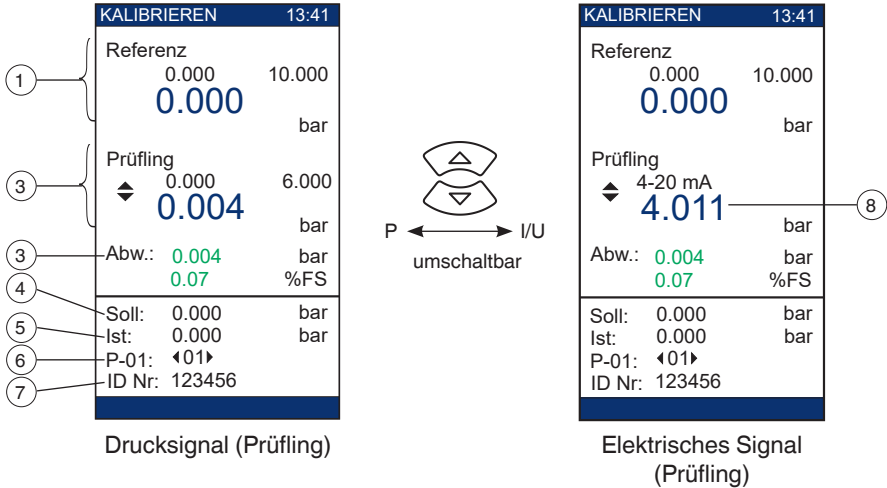 KALIBRIEREN 13:41
Referenz
0.000 10.000
0.000
bar
Prüfling
0.000 6.000
0.004
bar
Abw.: 0.004 bar
0.07 %FS
Soll: 0.000 bar
Ist: 0.000 bar
P-01: 01
ID Nr: 123456
1
3
3
4
5
6
7
Drucksignal (Prüfling)
P I/U
umschaltbar
KALIBRIEREN 13:41
Referenz
0.000 10.000
0.000
bar
Prüfling
4-20 mA
4.011
bar
Abw.: 0.004 bar
0.07 %FS
Soll: 0.000 bar
Ist: 0.000 bar
P-01: 01
ID Nr: 123456
8
Elektrisches Signal
(Prüfling)